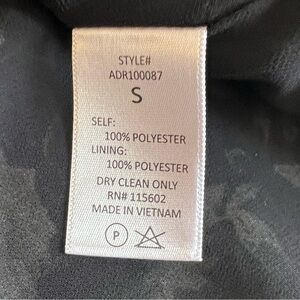 STYLE#
ADR100087
S
SELF:
100% POLYESTER
LINING:
100% POLYESTER
DRY CLEAN ONLY
RN# 115602
MADE IN VIETNAM
P